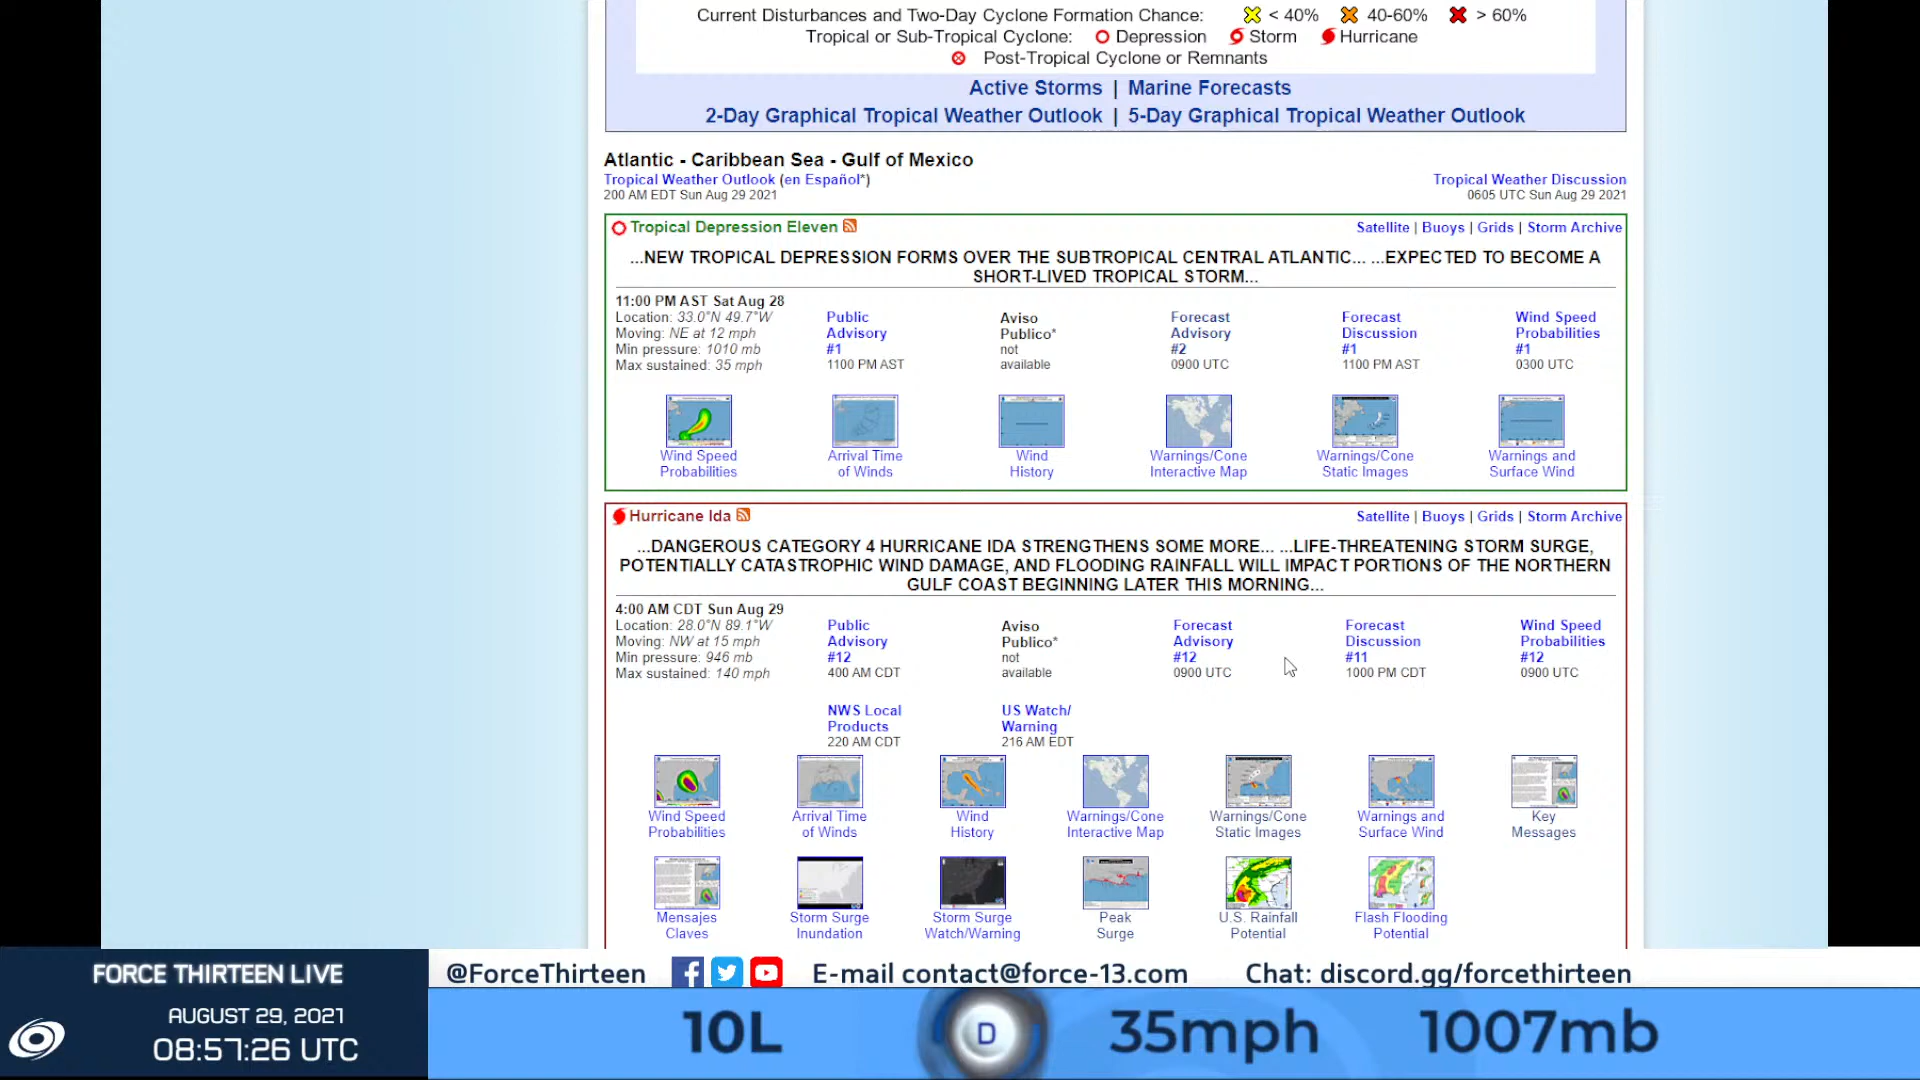 Current Disturbances and Two-Day Cyclone Formation Chance: < 40% 40-60% > 60%
Tropical or Sub-Tropical Cyclone: Depression Storm Hurricane
Post-Tropical Cyclone or Remnants
Active Storms | Marine Forecasts
2-Day Graphical Tropical Weather Outlook | 5-Day Graphical Tropical Weather Outlook
Atlantic - Caribbean Sea - Gulf of Mexico
Tropical Weather Outlook (en Español*) Tropical Weather Discussion
200 AM EDT Sun Aug 29 2021 0605 UTC Sun Aug 29 2021
Tropical Depression Eleven Satellite | Buoys | Grids | Storm Archive
...NEW TROPICAL DEPRESSION FORMS OVER THE SUBTROPICAL CENTRAL ATLANTIC... ...EXPECTED TO BECOME A
SHORT-LIVED TROPICAL STORM...
11:00 PM AST Sat Aug 28
Location: 33.0°N 49.7°W
Moving: NE at 12 mph
Min pressure: 1010 mb
Max sustained: 35 mph
Public
Advisory
#1
1100 PM AST
Aviso
Publico*
not
available
Forecast
Advisory
#2
0900 UTC
Forecast
Discussion
#1
1100 PM AST
Wind Speed
Probabilities
#1
0300 UTC
Wind Speed
Probabilities
Arrival Time
of Winds
Wind
History
Warnings/Cone
Interactive Map
Warnings/Cone
Static Images
Warnings and
Surface Wind
Hurricane Ida Satellite | Buoys | Grids | Storm Archive
...DANGEROUS CATEGORY 4 HURRICANE IDA STRENGTHENS SOME MORE... ...LIFE-THREATENING STORM SURGE,
POTENTIALLY CATASTROPHIC WIND DAMAGE, AND FLOODING RAINFALL WILL IMPACT PORTIONS OF THE NORTHERN
GULF COAST BEGINNING LATER THIS MORNING...
4:00 AM CDT Sun Aug 29
Location: 28.0°N 89.1°W
Moving: NW at 15 mph
Min pressure: 946 mb
Max sustained: 140 mph
Public
Advisory
#12
400 AM CDT
Aviso
Publico*
not
available
Forecast
Advisory
#12
0900 UTC
Forecast
Discussion
#11
1000 PM CDT
Wind Speed
Probabilities
#12
0900 UTC
NWS Local
Products
220 AM CDT
US Watch/
Warning
216 AM EDT
Wind Speed
Probabilities
Arrival Time
of Winds
Wind
History
Warnings/Cone
Interactive Map
Warnings/Cone
Static Images
Warnings and
Surface Wind
Key
Messages
Mensajes
Claves
Storm Surge
Inundation
Storm Surge
Watch/Warning
Peak
Surge
U.S. Rainfall
Potential
Flash Flooding
Potential
FORCE THIRTEEN LIVE
AUGUST 29, 2021
08:57:26 UTC
@ForceThirteen E-mail contact@force-13.com Chat: discord.gg/forcethirteen
10L D 35mph 1007mb